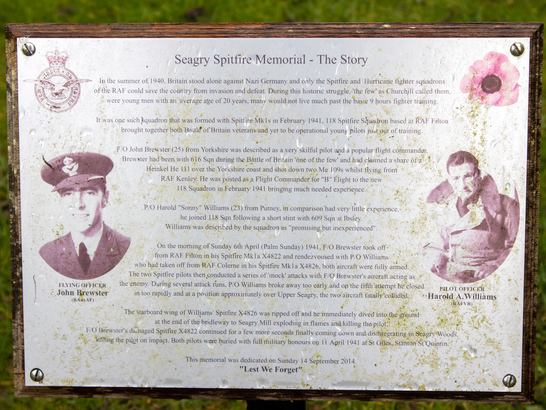 Seagry Spitfire Memorial - The Story
In the summer of 1940, Britain stood alone against Nazi Germany and only the Spitfire and Hurricane fighter squadrons
of the RAF could save the country from invasion and defeat. During this historic struggle, 'the few' as Churchill called them,
were young men with an average age of 20 years, many would not live much past the basic 9 hours fighter training.
It was one such squadron that was formed with Spitfire Mk1s in February 1941, 118 Spitfire Squadron based at RAF Filton
brought together both Battle of Britain veterans and yet to be operational young pilots just out of training.
F/O John Brewster (25) from Yorkshire was described as a very skilful pilot and a popular flight commander.
Brewster had been with 616 Sqn during the Battle of Britain 'one of the few' and had claimed a share of a
Heinkel He 111 over the Yorkshire coast and shot down two Me 109s whilst flying from
RAF Kenley. He was posted as a Flight Commander for "B" Flight to the new
118 Squadron in February 1941 bringing much needed experience.
P/O Harold "Sonny" Williams (23) from Putney, in comparison had very little experience,
he joined 118 Sqn following a short stint with 609 Sqn at Ibsley.
Williams was described by the squadron as "promising but inexperienced"
On the morning of Sunday 6th April (Palm Sunday) 1941, F/O Brewster took off
from RAF Filton in his Spitfire Mk1a X4822 and rendezvoused with P/O Williams
who had taken off from RAF Colerne in his Spitfire Mk1a X4826, both aircraft were fully armed.
The two Spitfire pilots then conducted a series of 'mock' attacks with F/O Brewster's aircraft acting as
the enemy. During several attack runs, P/O Williams broke away too early and on the fifth attempt he closed
in too rapidly and at a position approximately over Upper Seagry, the two aircraft finally collided.
The starboard wing of Williams' Spitfire X4826 was ripped off and he immediately dived into the ground
at the end of the bridleway to Seagry Mill exploding in flames and killing the pilot.
F/O Brewster's damaged Spitfire X4822 continued for a few more seconds finally coming down and disintegrating in Seagry Woods,
killing the pilot on impact. Both pilots were buried with full military honours on 11 April 1941 at St Giles, Stanton St Quintin.
This memorial was dedicated on Sunday 14 September 2014.
"Lest We Forget"
FLYING OFFICER
John Brewster
PILOT OFFICER
Harold A.Williams
(RAFVR)